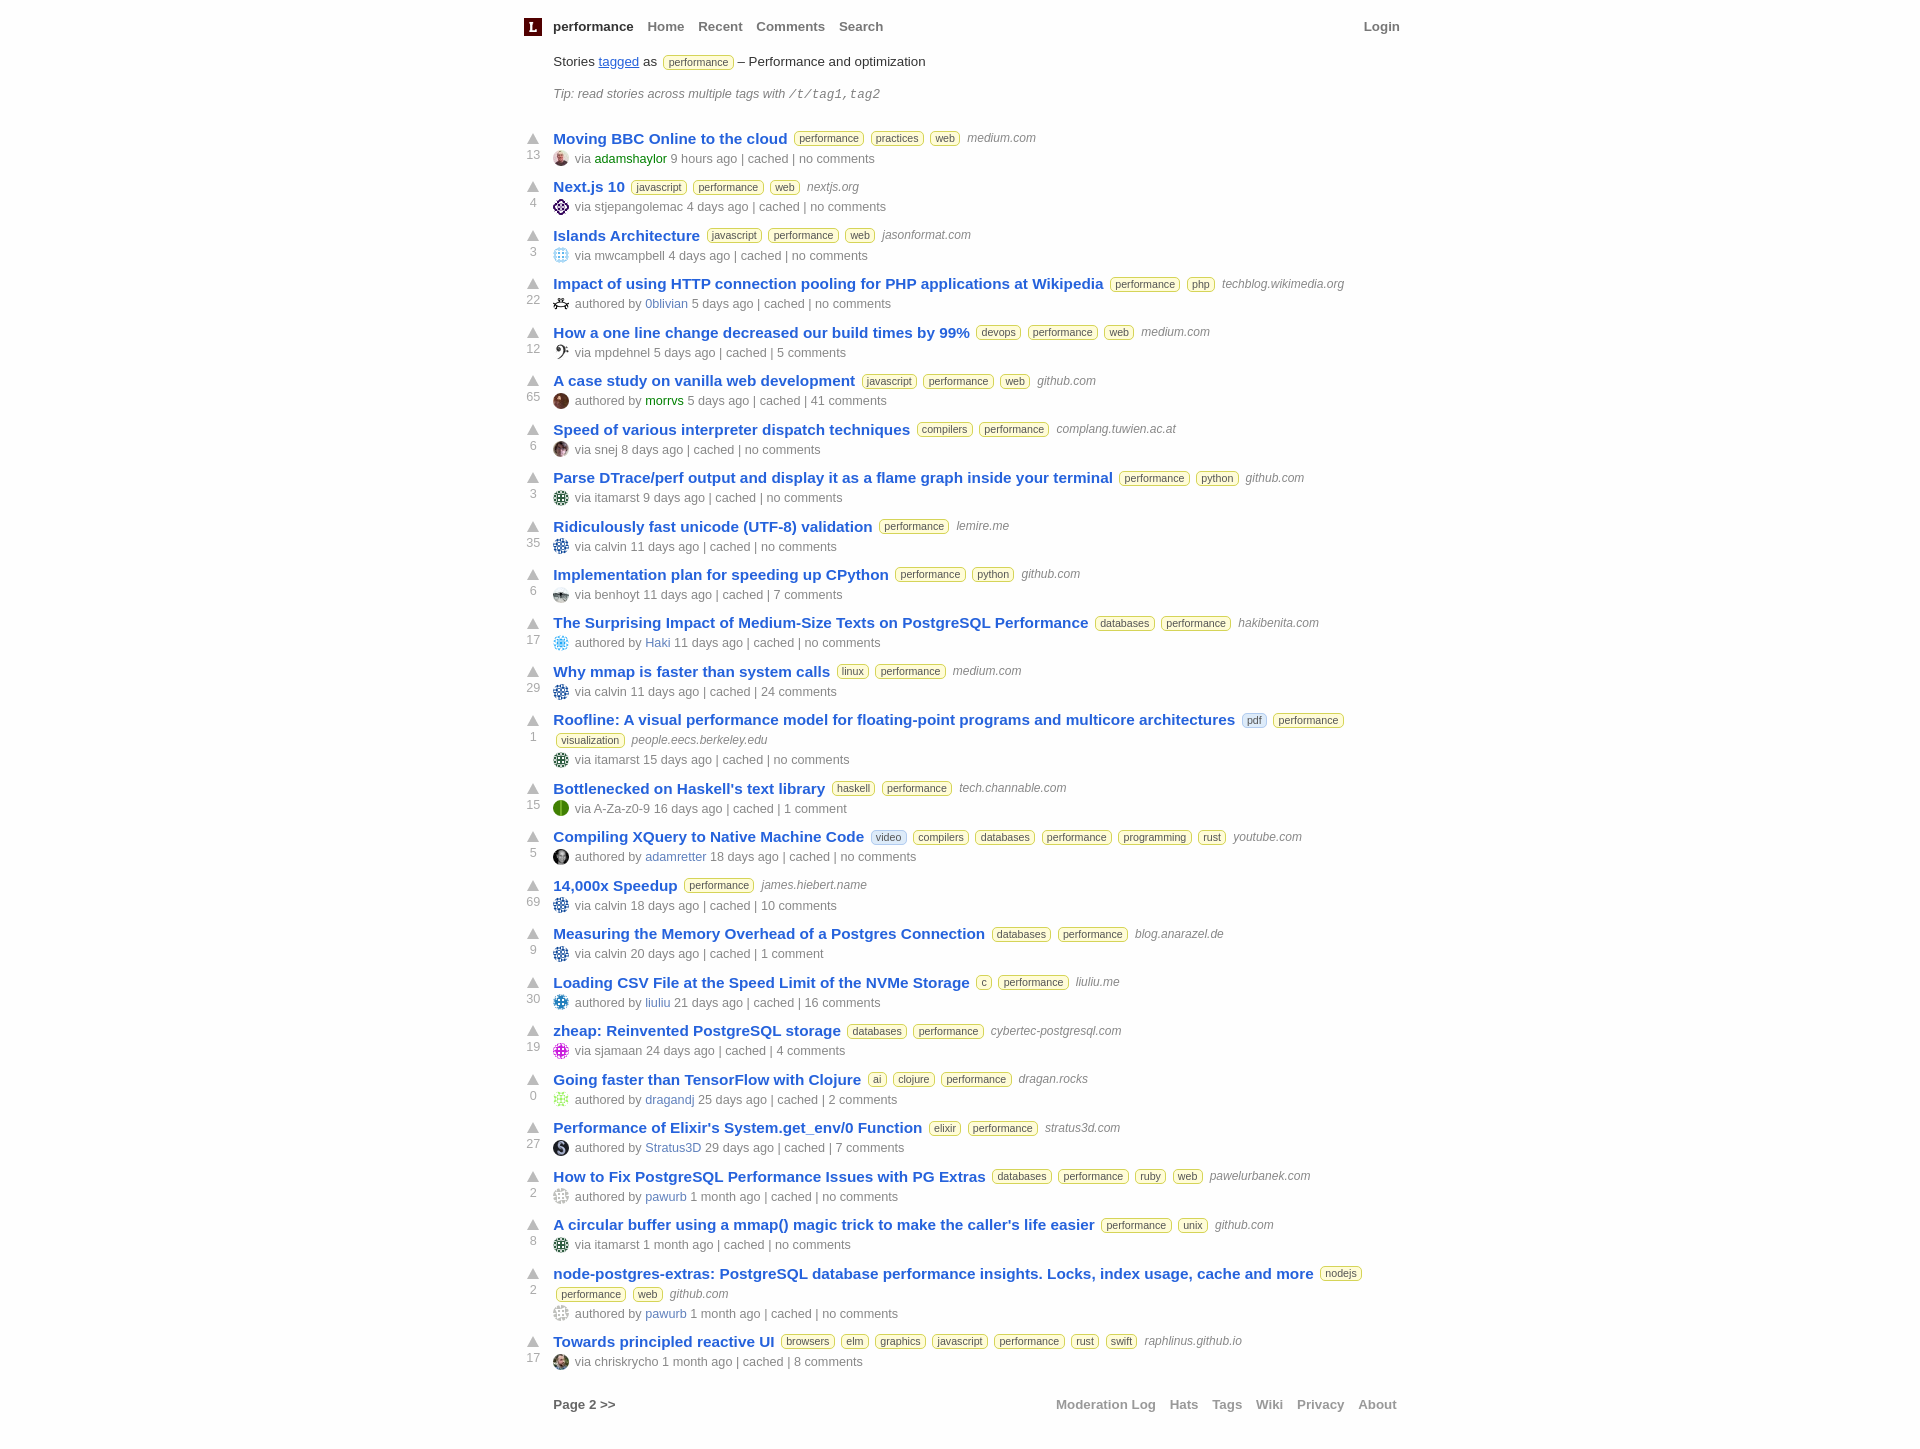 L performance Home Recent Comments Search Login
Stories tagged as performance – Performance and optimization
Tip: read stories across multiple tags with /t/tag1,tag2
Moving BBC Online to the cloud performance practices web medium.com
13 via adamshaylor 9 hours ago | cached | no comments
Next.js 10 javascript performance web nextjs.org
4 via stjepangolemac 4 days ago | cached | no comments
Islands Architecture javascript performance web jasonformat.com
3 via mwcampbell 4 days ago | cached | no comments
Impact of using HTTP connection pooling for PHP applications at Wikipedia performance php techblog.wikimedia.org
22 authored by 0blivian 5 days ago | cached | no comments
How a one line change decreased our build times by 99% devops performance web medium.com
12 via mpdehnel 5 days ago | cached | 5 comments
A case study on vanilla web development javascript performance web github.com
65 authored by morrvs 5 days ago | cached | 41 comments
Speed of various interpreter dispatch techniques compilers performance complang.tuwien.ac.at
6 via snej 8 days ago | cached | no comments
Parse DTrace/perf output and display it as a flame graph inside your terminal performance python github.com
3 via itamarst 9 days ago | cached | no comments
Ridiculously fast unicode (UTF-8) validation performance lemire.me
35 via calvin 11 days ago | cached | no comments
Implementation plan for speeding up CPython performance python github.com
6 via benhoyt 11 days ago | cached | 7 comments
The Surprising Impact of Medium-Size Texts on PostgreSQL Performance databases performance hakibenita.com
17 authored by Haki 11 days ago | cached | no comments
Why mmap is faster than system calls linux performance medium.com
29 via calvin 11 days ago | cached | 24 comments
Roofline: A visual performance model for floating-point programs and multicore architectures pdf performance
1 visualization people.eecs.berkeley.edu
via itamarst 15 days ago | cached | no comments
Bottlenecked on Haskell's text library haskell performance tech.channable.com
15 via A-Za-z0-9 16 days ago | cached | 1 comment
Compiling XQuery to Native Machine Code video compilers databases performance programming rust youtube.com
5 authored by adamretter 18 days ago | cached | no comments
14,000x Speedup performance james.hiebert.name
69 via calvin 18 days ago | cached | 10 comments
Measuring the Memory Overhead of a Postgres Connection databases performance blog.anarazel.de
9 via calvin 20 days ago | cached | 1 comment
Loading CSV File at the Speed Limit of the NVMe Storage c performance liuliu.me
30 authored by liuliu 21 days ago | cached | 16 comments
zheap: Reinvented PostgreSQL storage databases performance cybertec-postgresql.com
19 via sjamaan 24 days ago | cached | 4 comments
Going faster than TensorFlow with Clojure ai clojure performance dragan.rocks
0 authored by dragandj 25 days ago | cached | 2 comments
Performance of Elixir's System.get_env/0 Function elixir performance stratus3d.com
27 authored by Stratus3D 29 days ago | cached | 7 comments
How to Fix PostgreSQL Performance Issues with PG Extras databases performance ruby web pawelurbanek.com
2 authored by pawurb 1 month ago | cached | no comments
A circular buffer using a mmap() magic trick to make the caller's life easier performance unix github.com
8 via itamarst 1 month ago | cached | no comments
node-postgres-extras: PostgreSQL database performance insights. Locks, index usage, cache and more nodejs
2 performance web github.com
authored by pawurb 1 month ago | cached | no comments
Towards principled reactive UI browsers elm graphics javascript performance rust swift raphlinus.github.io
17 via chriskrycho 1 month ago | cached | 8 comments
Page 2 >> Moderation Log Hats Tags Wiki Privacy About